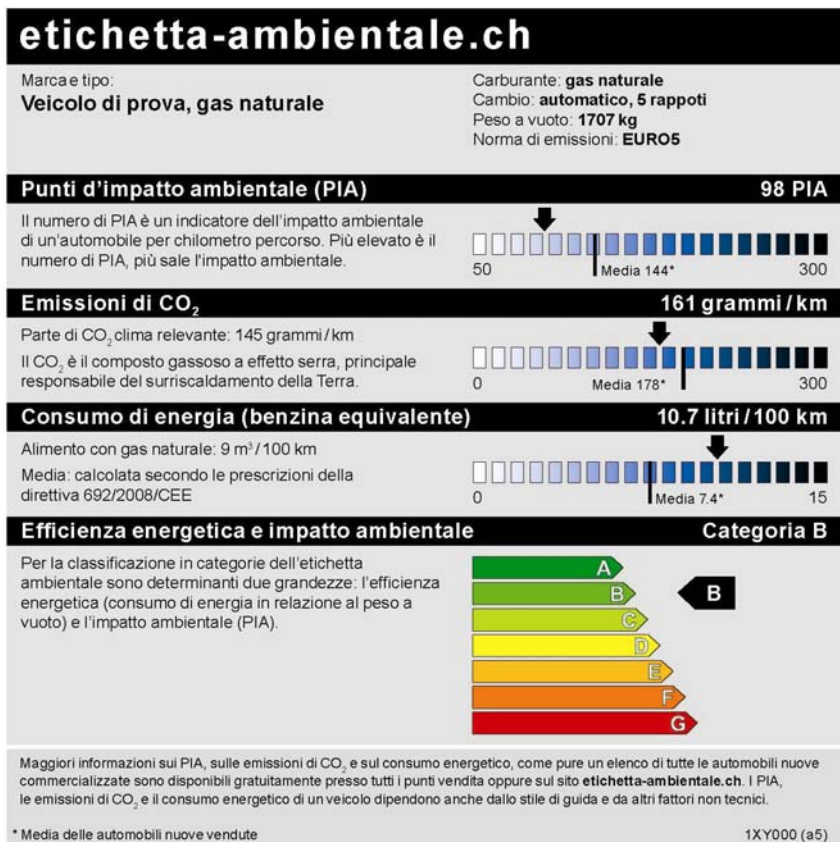 etichetta-ambientale.ch
Marca e tipo:
Veicolo di prova, gas naturale
Carburante: gas naturale
Cambio: automatico, 5 rappoti
Peso a vuoto: 1707 kg
Norma di emissioni: EURO5
Punti d'impatto ambientale (PIA) 98 PIA
Il numero di PIA è un indicatore dell'impatto ambientale
di un'automobile per chilometro percorso. Più elevato è il
numero di PIA, più sale l'impatto ambientale.
50 Media 144* 300
Emissioni di CO₂ 161 grammi/km
Parte di CO₂ clima relevante: 145 grammi/km
Il CO₂ è il composto gassoso a effetto serra, principale
responsabile del surriscaldamento della Terra.
0 Media 178* 300
Consumo di energia (benzina equivalente) 10.7 litri/100 km
Alimento con gas naturale: 9 m³/100 km
Media: calcolata secondo le prescrizioni della
direttiva 692/2008/CEE
0 Media 7.4* 15
Efficienza energetica e impatto ambientale Categoria B
Per la classificazione in categorie dell'etichetta
ambientale sono determinanti due grandezze: l'efficienza
energetica (consumo di energia in relazione al peso a
vuoto) e l'impatto ambientale (PIA).
A
B B
C
D
E
F
G
Maggiori informazioni sui PIA, sulle emissioni di CO₂ e sul consumo energetico, come pure un elenco di tutte le automobili nuove
commercializzate sono disponibili gratuitamente presso tutti i punti vendita oppure sul sito etichetta-ambientale.ch. I PIA,
le emissioni di CO₂ e il consumo energetico di un veicolo dipendono anche dallo stile di guida e da altri fattori non tecnici.
* Media delle automobili nuove vendute 1XY000 (a5)